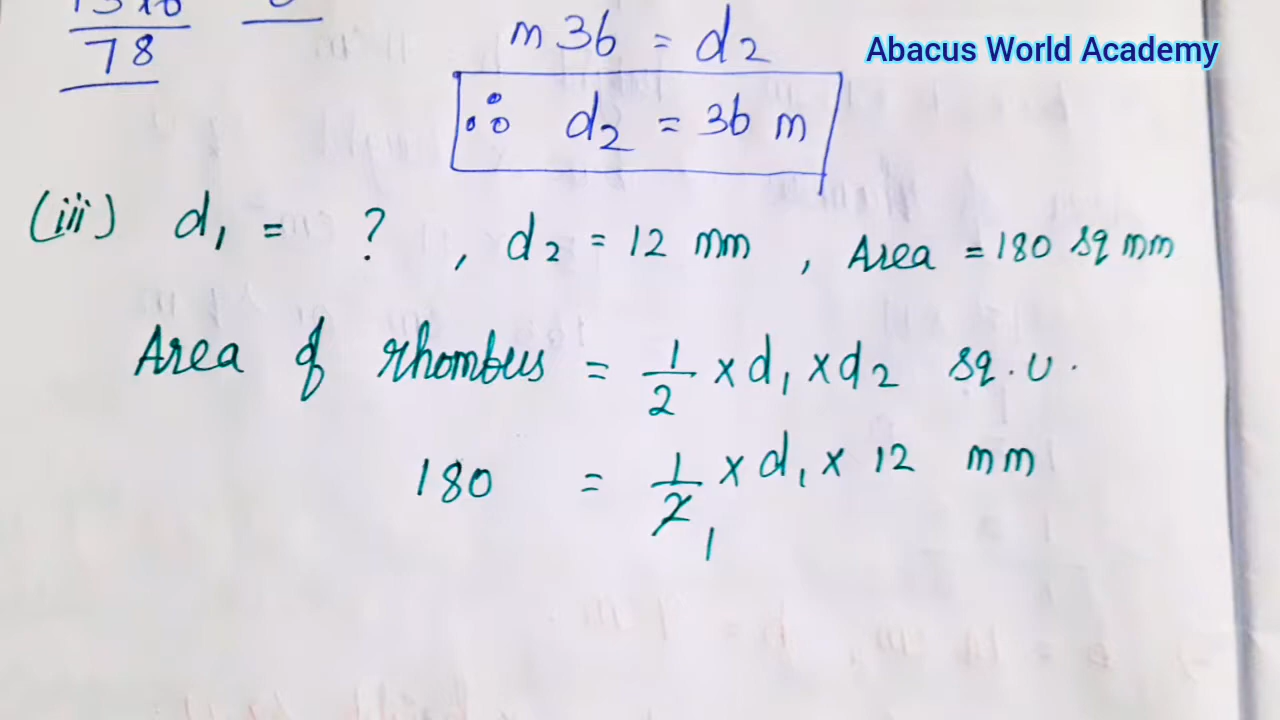 78
m 36 = d2
Abacus World Academy
∴ d2 = 36 m
(iii) d1 = ? , d2 = 12 mm , Area = 180 sq mm
Area of rhombus = 1/2 × d1 × d2 sq. u.
180 = 1/2 × d1 × 12 mm
1